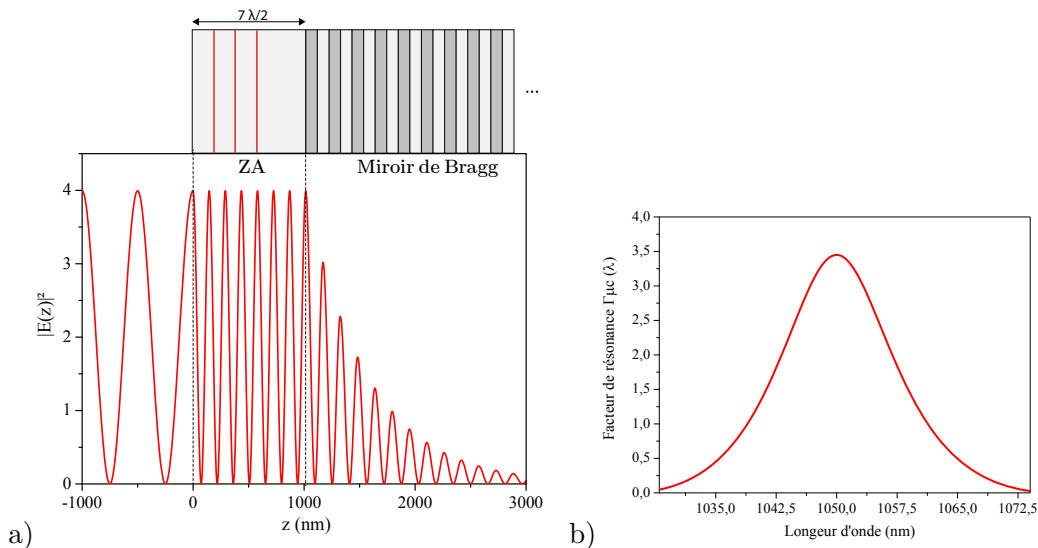 7 λ/2
...
ZA
Miroir de Bragg
|E(z)|²
4
3
2
1
0
-1000
0
1000
2000
3000
z (nm)
a)
Facteur de résonance Γμc (λ)
4,0
3,5
3,0
2,5
2,0
1,5
1,0
0,5
0,0
1035,0
1042,5
1050,0
1057,5
1065,0
1072,5
Longeur d'onde (nm)
b)